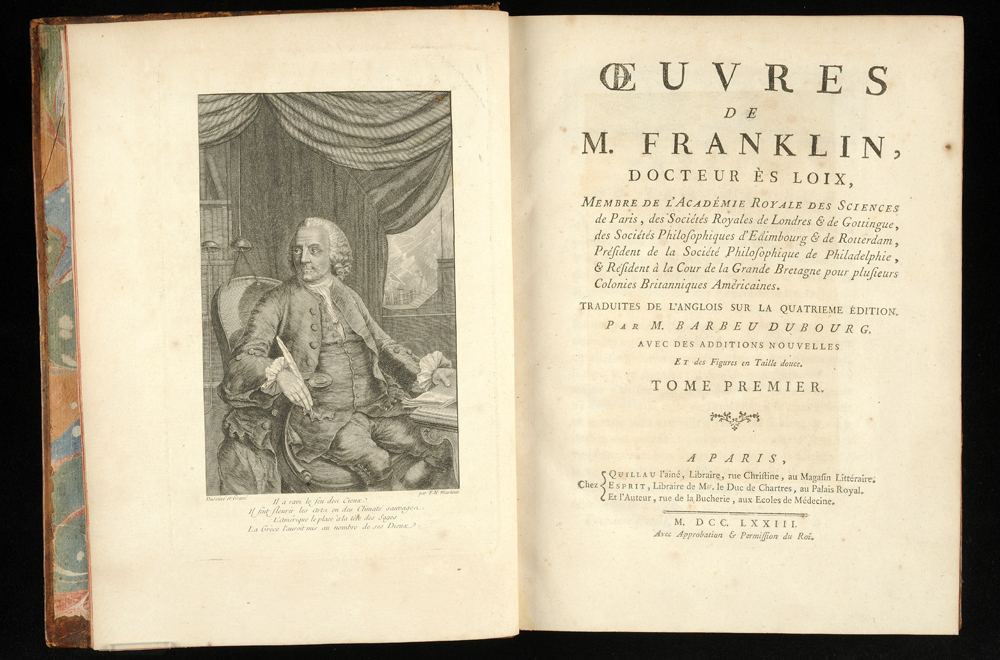 Dessiné et Gravé
par F. N. Martinet
Il a ravi le feu des Cieux
Il fait fleurir les Arts en des Climats sauvages
L'Amerique le place à la tête des Sages
La Grèce l'auroit mis au nombre de ses Dieux.
ŒUVRES
DE
M. FRANKLIN,
DOCTEUR ÈS LOIX,
MEMBRE DE L'ACADÉMIE ROYALE DES SCIENCES
de Paris, des Sociétés Royales de Londres & de Gottingue,
des Sociétés Philoſophiques d'Edimbourg & de Rotterdam,
Préſident de la Société Philoſophique de Philadelphie,
& Réſident à la Cour de la Grande Bretagne pour pluſieurs
Colonies Britanniques Américaines.
TRADUITES DE L'ANGLOIS SUR LA QUATRIEME ÉDITION.
PAR M. BARBEU DUBOURG.
AVEC DES ADDITIONS NOUVELLES
ET des Figures en Taille douce.
TOME PREMIER.
A PARIS,
QUILLAU l'aîné, Libraire, rue Chriſtine, au Magaſin Littéraire.
Chez ESPRIT, Libraire de Mgr. le Duc de Chartres, au Palais Royal.
Et l'Auteur, rue de la Bucherie, aux Ecoles de Médecine.
M. DCC. LXXIII.
Avec Approbation & Permiſſion du Roi.